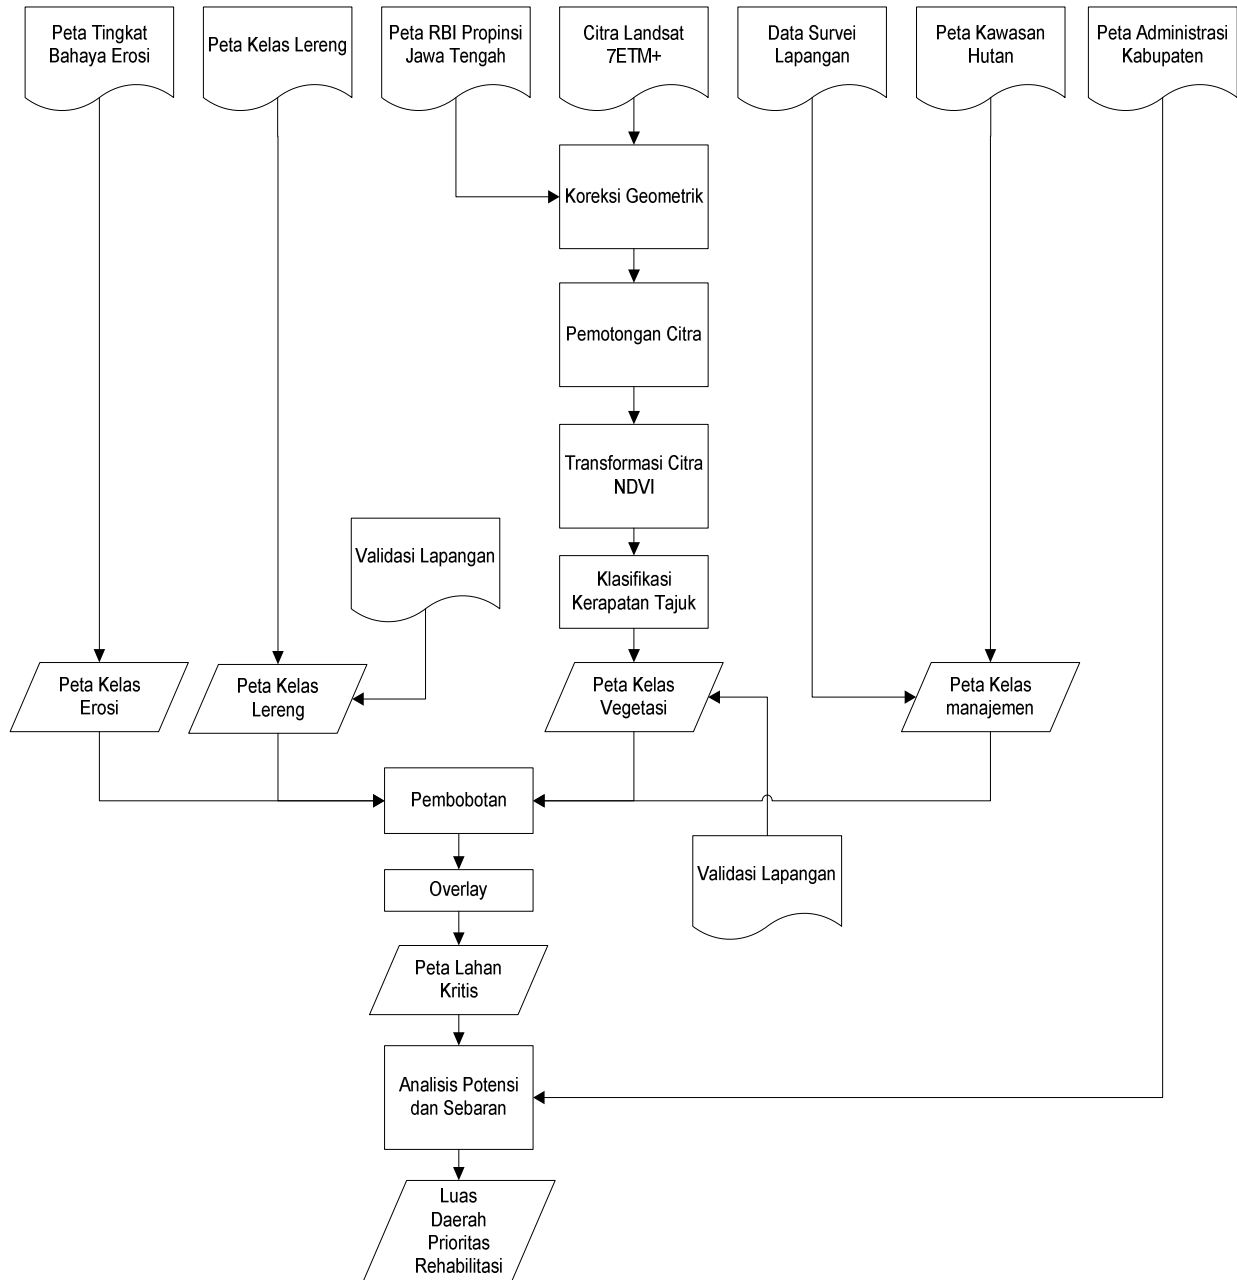 Peta Tingkat
Bahaya Erosi
Peta Kelas Lereng
Peta RBI Propinsi
Jawa Tengah
Citra Landsat
7ETM+
Data Survei
Lapangan
Peta Kawasan
Hutan
Peta Administrasi
Kabupaten
Koreksi Geometrik
Pemotongan Citra
Transformasi Citra
NDVI
Validasi Lapangan
Klasifikasi
Kerapatan Tajuk
Peta Kelas
Erosi
Peta Kelas
Lereng
Peta Kelas
Vegetasi
Peta Kelas
manajemen
Pembobotan
Validasi Lapangan
Overlay
Peta Lahan
Kritis
Analisis Potensi
dan Sebaran
Luas
Daerah
Prioritas
Rehabilitasi